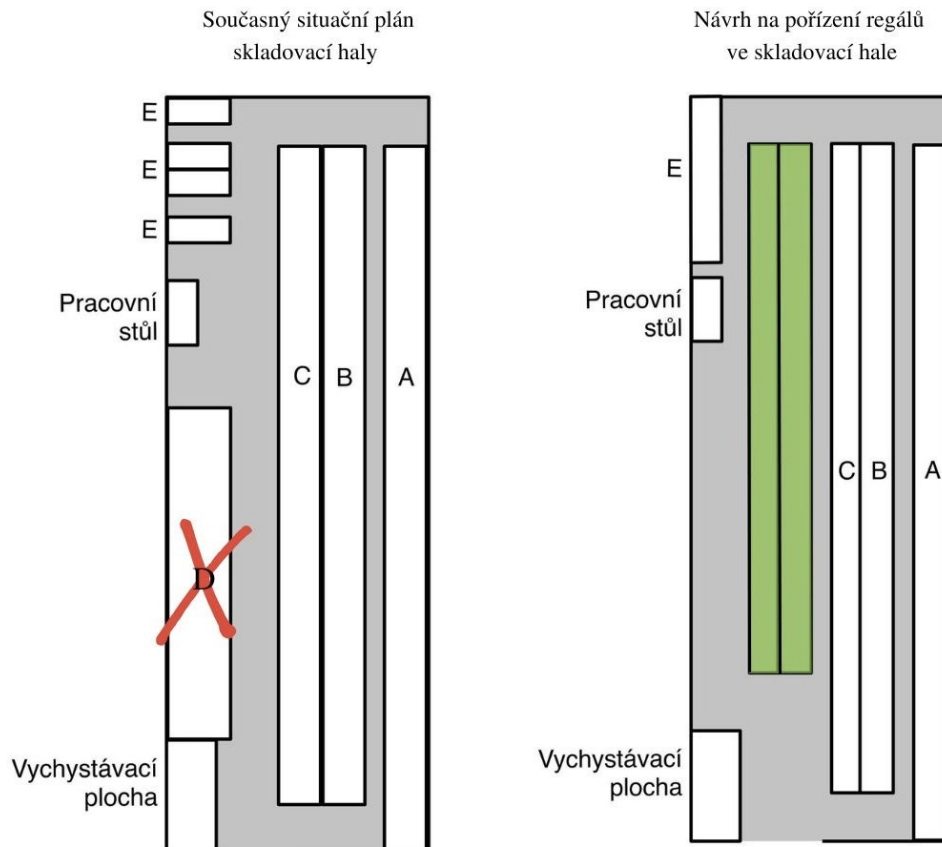 Současný situační plán
skladovací haly
E
E
E
Pracovní
stůl
C
B
A
D
Vychystávací
plocha
Návrh na pořízení regálů
ve skladovací hale
E
Pracovní
stůl
C
B
A
Vychystávací
plocha